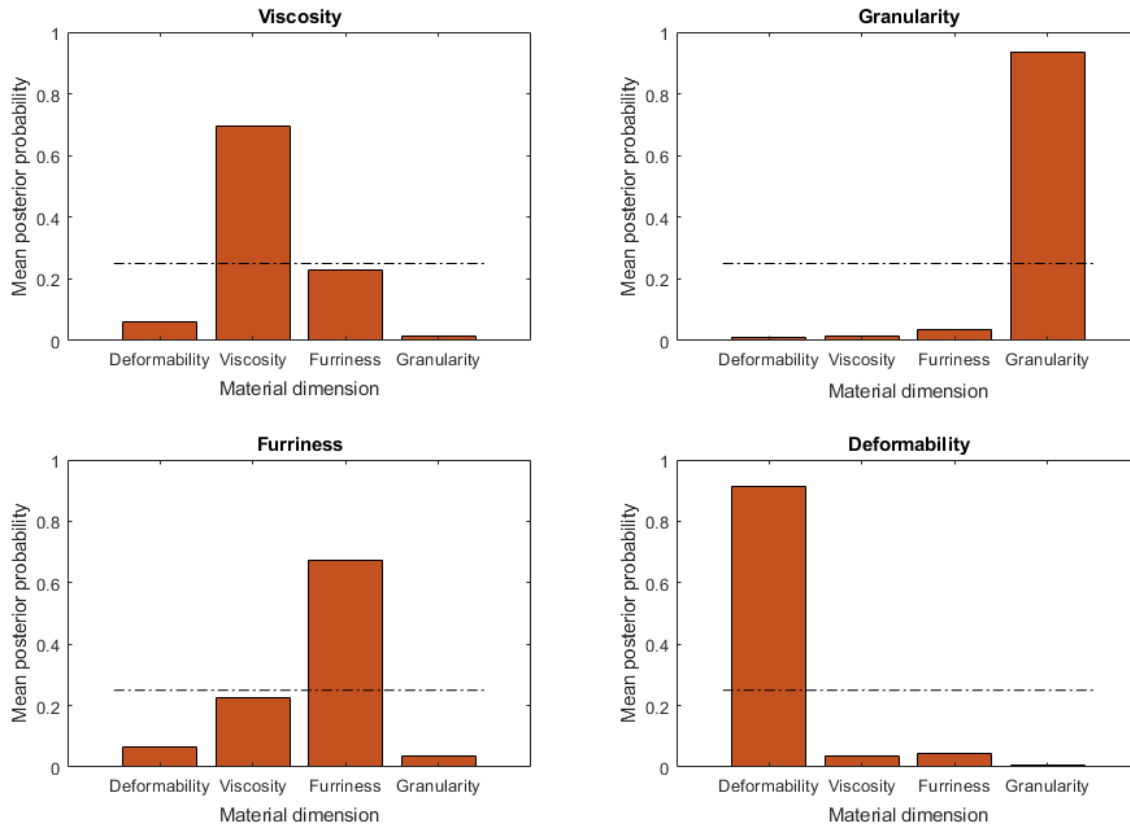 Viscosity
Mean posterior probability
1
0.8
0.6
0.4
0.2
0
Deformability Viscosity Furriness Granularity
Material dimension
Granularity
Mean posterior probability
1
0.8
0.6
0.4
0.2
0
Deformability Viscosity Furriness Granularity
Material dimension
Furriness
Mean posterior probability
1
0.8
0.6
0.4
0.2
0
Deformability Viscosity Furriness Granularity
Material dimension
Deformability
Mean posterior probability
1
0.8
0.6
0.4
0.2
0
Deformability Viscosity Furriness Granularity
Material dimension